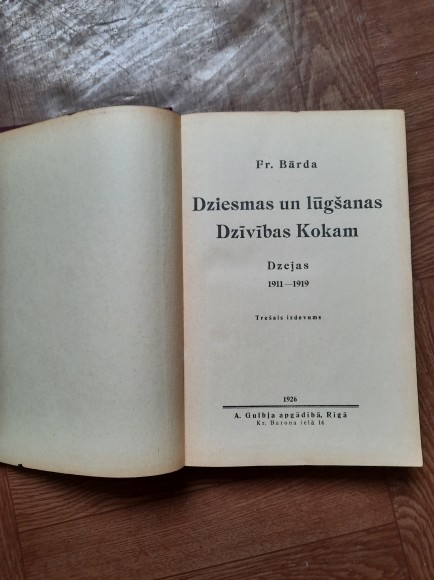 Fr. Bārda
Dziesmas un lūgšanas
Dzīvības Kokam
Dzejas
1911—1919
Trešais izdevums
1926
A. Gulbja apgādībā, Rīgā
Kr. Barona ielā 14